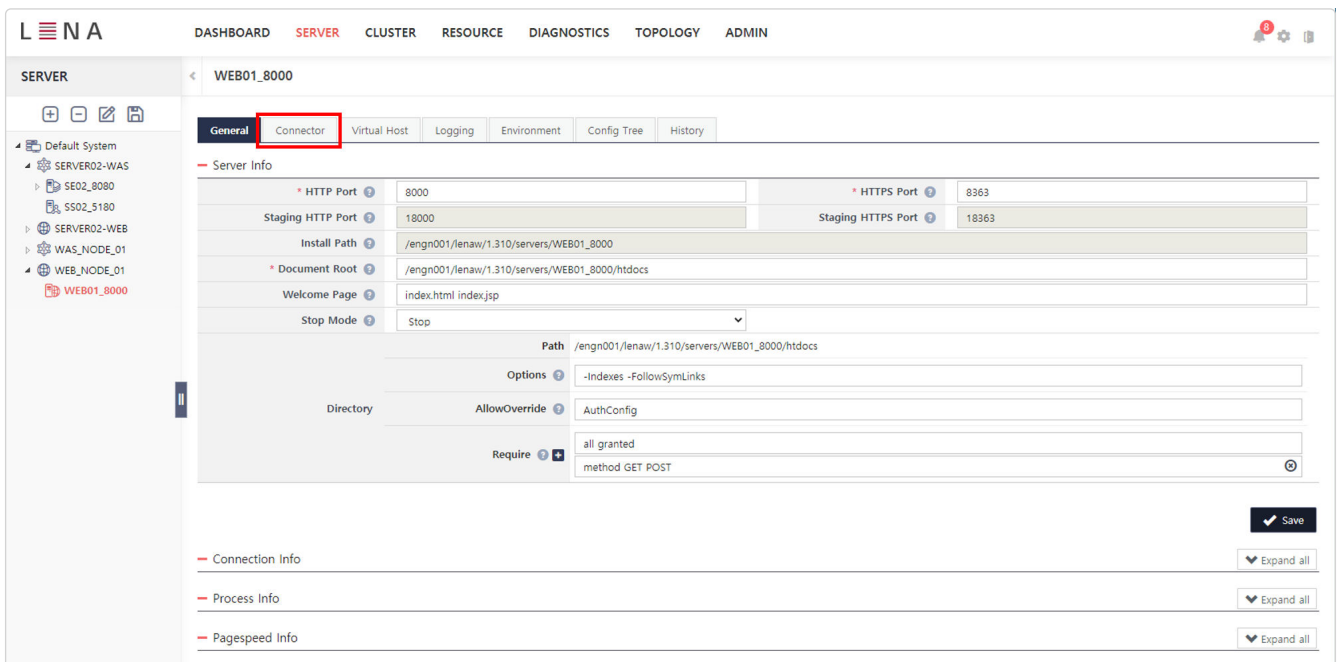 LENA
DASHBOARD SERVER CLUSTER RESOURCE DIAGNOSTICS TOPOLOGY ADMIN 8
SERVER
WEB01_8000
Default System
SERVER02-WAS
SE02_8080
SS02_5180
SERVER02-WEB
WAS_NODE_01
WEB_NODE_01
WEB01_8000
General Connector Virtual Host Logging Environment Config Tree History
Server Info
* HTTP Port ? 8000 * HTTPS Port ? 8363
Staging HTTP Port ? 18000 Staging HTTPS Port ? 18363
Install Path ? /engn001/lenaw/1.310/servers/WEB01_8000
* Document Root ? /engn001/lenaw/1.310/servers/WEB01_8000/htdocs
Welcome Page ? index.html index.jsp
Stop Mode ? Stop
Path /engn001/lenaw/1.310/servers/WEB01_8000/htdocs
Options ? -Indexes -FollowSymLinks
Directory AllowOverride ? AuthConfig
Require ? all granted
method GET POST
Save
Connection Info Expand all
Process Info Expand all
Pagespeed Info Expand all